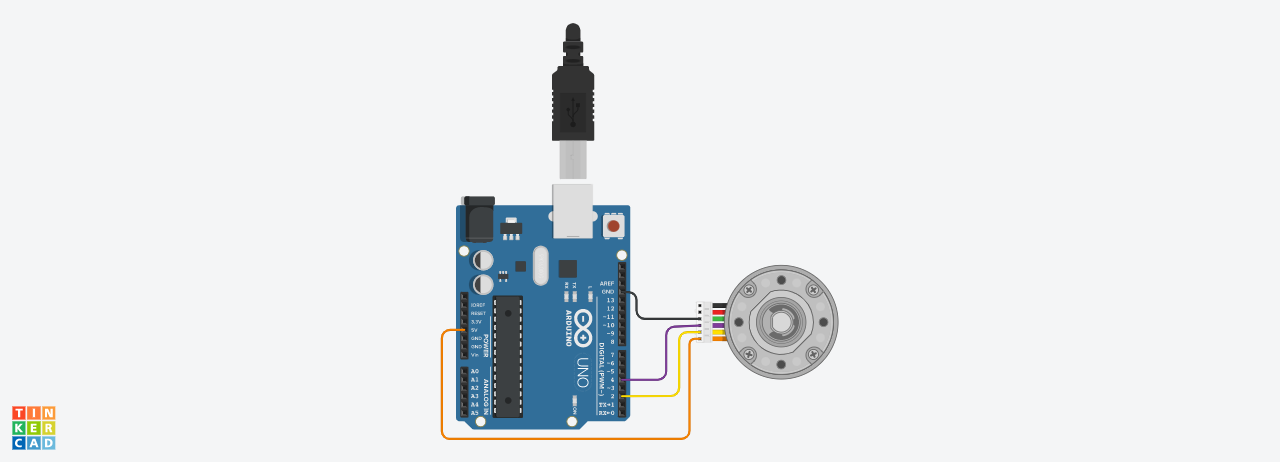 AREF
GND
13
12
~11
~10
~9
8
7
~6
~5
4
~3
2
TX→1
RX←0
DIGITAL (PWM~)
RX
TX
L
ARDUINO
UNO
ON
IOREF
RESET
3.3V
5V
GND
GND
Vin
POWER
A0
A1
A2
A3
A4
A5
ANALOG IN
TIN
KER
CAD